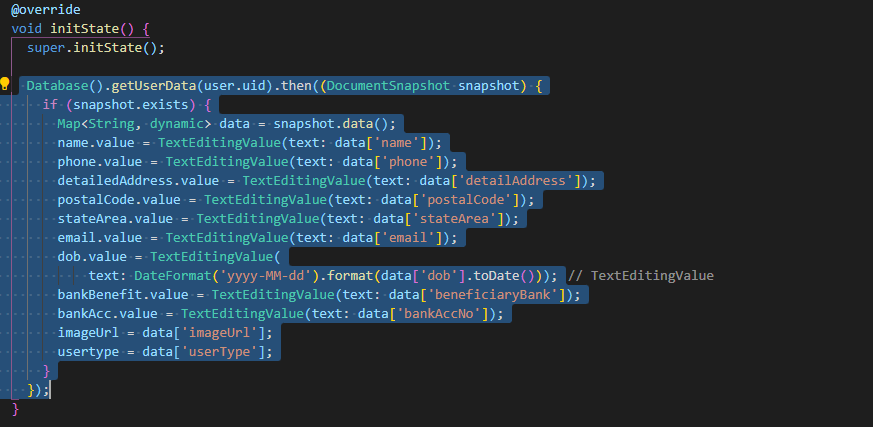 @override
void initState() {
super.initState();
Database().getUserData(user.uid).then((DocumentSnapshot snapshot) {
if (snapshot.exists) {
Map<String, dynamic> data = snapshot.data();
name.value = TextEditingValue(text: data['name']);
phone.value = TextEditingValue(text: data['phone']);
detailedAddress.value = TextEditingValue(text: data['detailAddress']);
postalCode.value = TextEditingValue(text: data['postalCode']);
stateArea.value = TextEditingValue(text: data['stateArea']);
email.value = TextEditingValue(text: data['email']);
dob.value = TextEditingValue(
text: DateFormat('yyyy-MM-dd').format(data['dob'].toDate())); // TextEditingValue
bankBenefit.value = TextEditingValue(text: data['beneficiaryBank']);
bankAcc.value = TextEditingValue(text: data['bankAccNo']);
imageUrl = data['imageUrl'];
usertype = data['userType'];
}
});
}